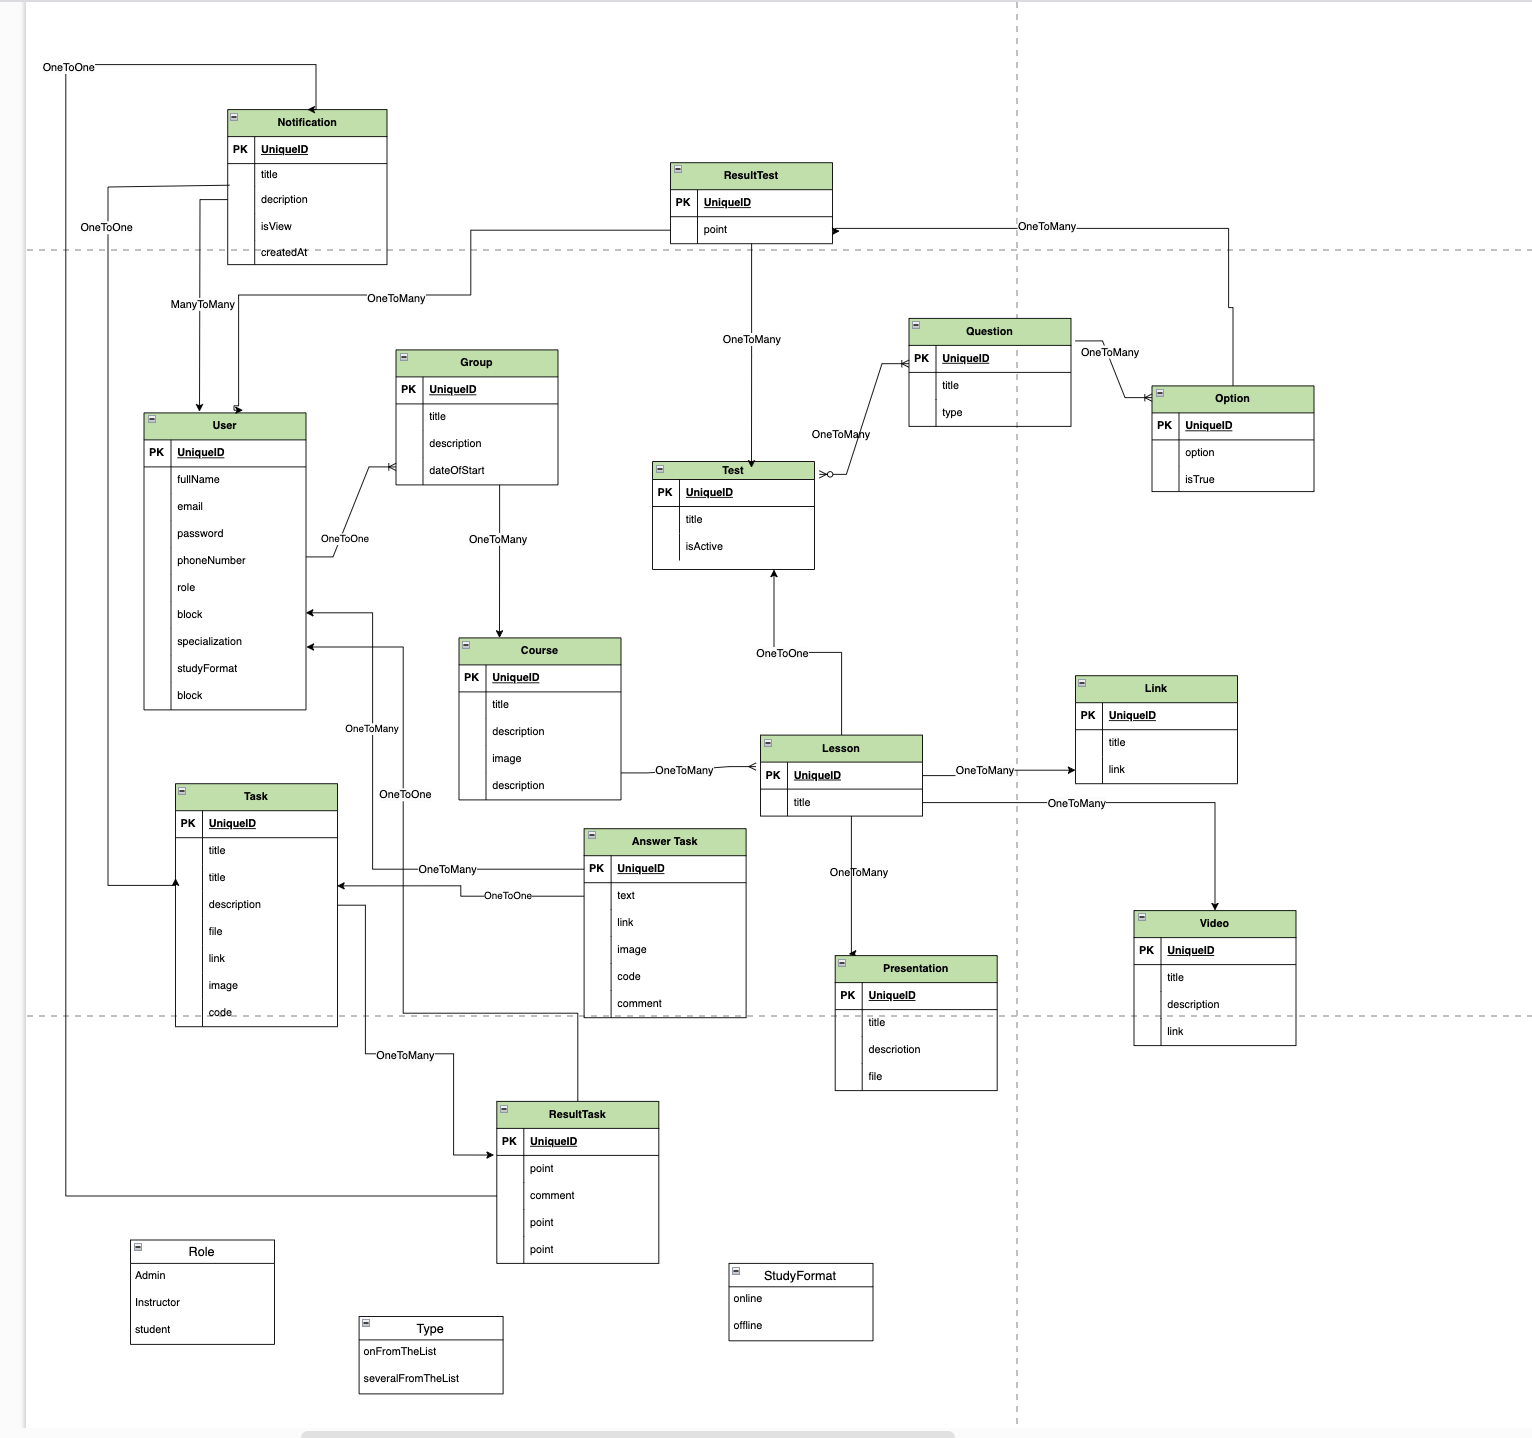 OneToOne
Notification
PK UniqueID
title
decription
isView
createdAt
OneToOne
ManyToMany
OneToMany
ResultTest
PK UniqueID
point
OneToMany
OneToMany
Question
PK UniqueID
title
type
OneToMany
Option
PK UniqueID
option
isTrue
OneToMany
Group
PK UniqueID
title
description
dateOfStart
User
PK UniqueID
fullName
email
password
phoneNumber
role
block
specialization
studyFormat
block
OneToOne
OneToMany
Test
PK UniqueID
title
isActive
OneToOne
Course
PK UniqueID
title
description
image
description
OneToMany
Lesson
PK UniqueID
title
OneToMany
Link
PK UniqueID
title
link
OneToMany
OneToMany
Video
PK UniqueID
title
description
link
Presentation
PK UniqueID
title
descriotion
file
OneToMany
OneToOne
Task
PK UniqueID
title
title
description
file
link
image
code
OneToMany
OneToOne
Answer Task
PK UniqueID
text
link
image
code
comment
OneToMany
ResultTask
PK UniqueID
point
comment
point
point
Role
Admin
Instructor
student
Type
onFromTheList
severalFromTheList
StudyFormat
online
offline